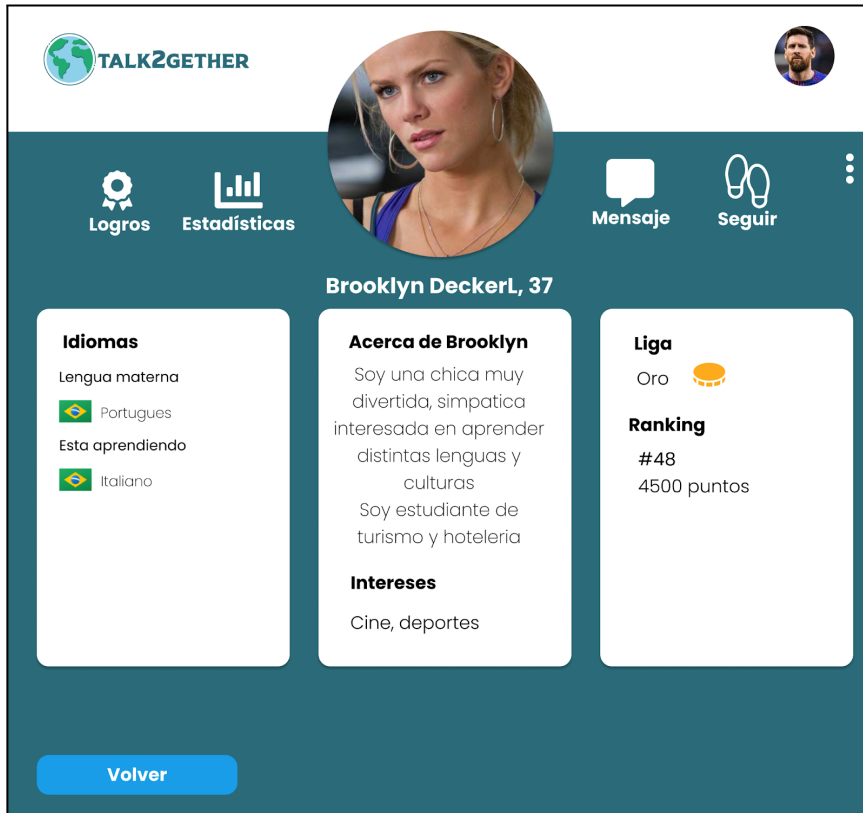 TALK2GETHER
Logros
Estadísticas
Mensaje
Seguir
Brooklyn DeckerL, 37
Idiomas
Lengua materna
Portugues
Esta aprendiendo
Italiano
Acerca de Brooklyn
Soy una chica muy
divertida, simpatica
interesada en aprender
distintas lenguas y
culturas
Soy estudiante de
turismo y hoteleria
Intereses
Cine, deportes
Liga
Oro
Ranking
#48
4500 puntos
Volver